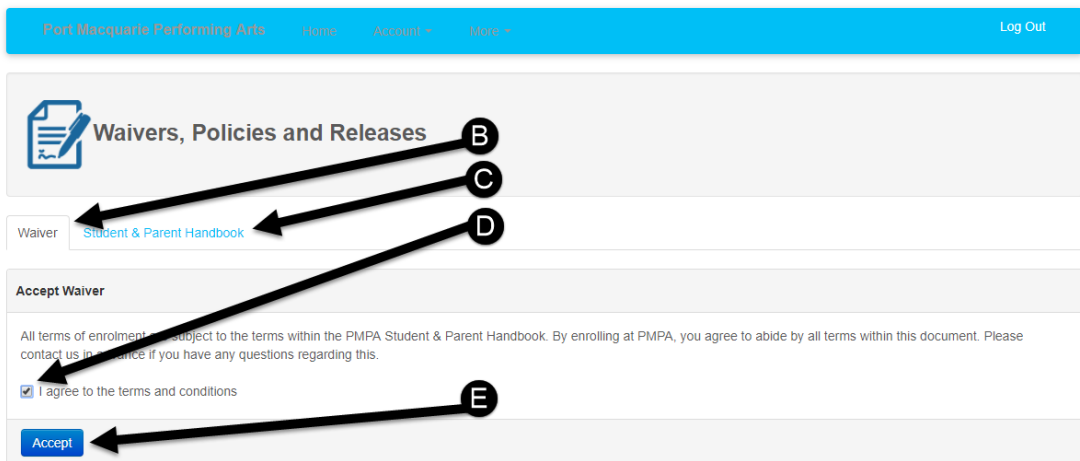 Port Macquarie Performing Arts Home Account More Log Out
Waivers, Policies and Releases
B
C
Waiver Student & Parent Handbook
D
Accept Waiver
All terms of enrolment subject to the terms within the PMPA Student & Parent Handbook. By enrolling at PMPA, you agree to abide by all terms within this document. Please
contact us in advance if you have any questions regarding this.
I agree to the terms and conditions
E
Accept